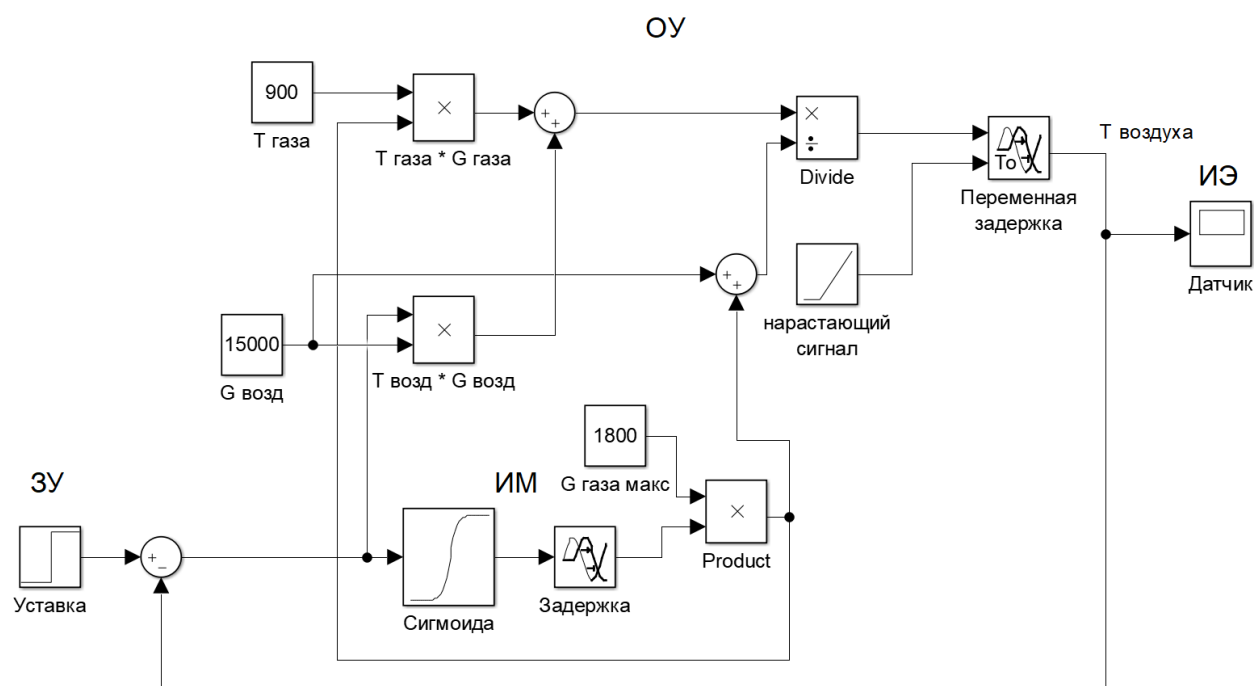 ОУ
900
Т газа
×
Т газа * G газа
+
+
×
÷
Divide
To
Переменная
задержка
Т воздуха
ИЭ
Датчик
+
+
нарастающий
сигнал
15000
G возд
×
Т возд * G возд
1800
G газа макс
ЗУ
ИМ
Уставка
+
−
Сигмоида
Задержка
×
Product